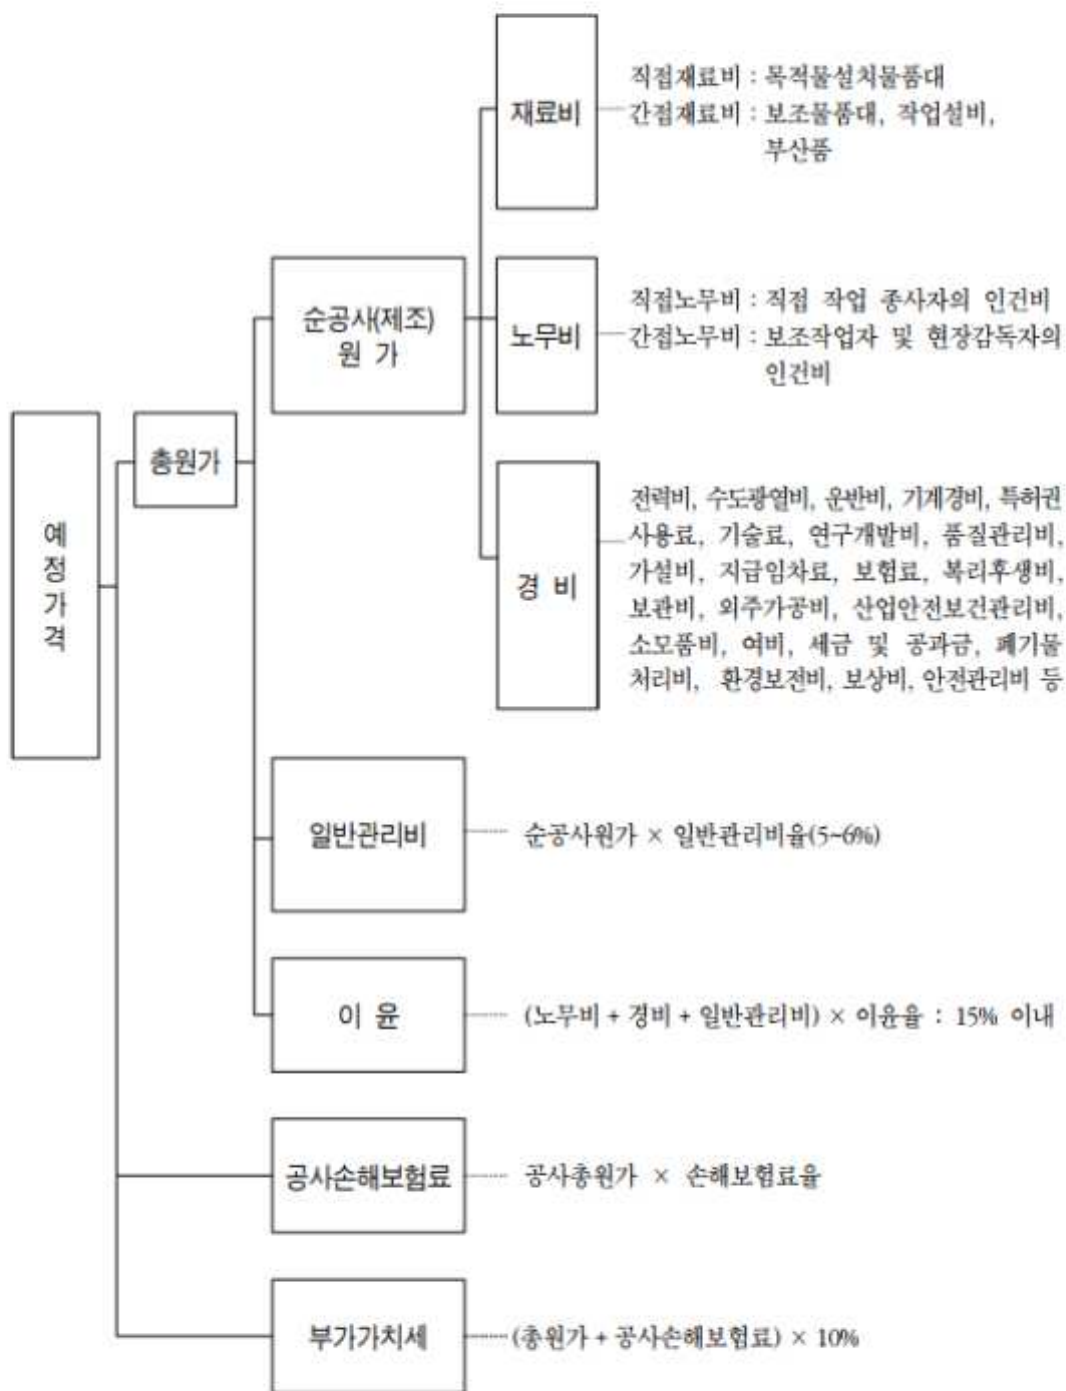 예
정
가
격
총원가
순공사(제조)
원 가
재료비
직접재료비 : 목적물설치물품대
간접재료비 : 보조물품대, 작업설비,
부산품
노무비
직접노무비 : 직접 작업 종사자의 인건비
간접노무비 : 보조작업자 및 현장감독자의
인건비
경 비
전력비, 수도광열비, 운반비, 기계경비, 특허권
사용료, 기술료, 연구개발비, 품질관리비,
가설비, 지급임차료, 보험료, 복리후생비,
보관비, 외주가공비, 산업안전보건관리비,
소모품비, 여비, 세금 및 공과금, 폐기물
처리비, 환경보전비, 보상비, 안전관리비 등
일반관리비
순공사원가 × 일반관리비율(5~6%)
이 윤
(노무비 + 경비 + 일반관리비) × 이윤율 : 15% 이내
공사손해보험료
공사총원가 × 손해보험료율
부가가치세
(총원가 + 공사손해보험료) × 10%